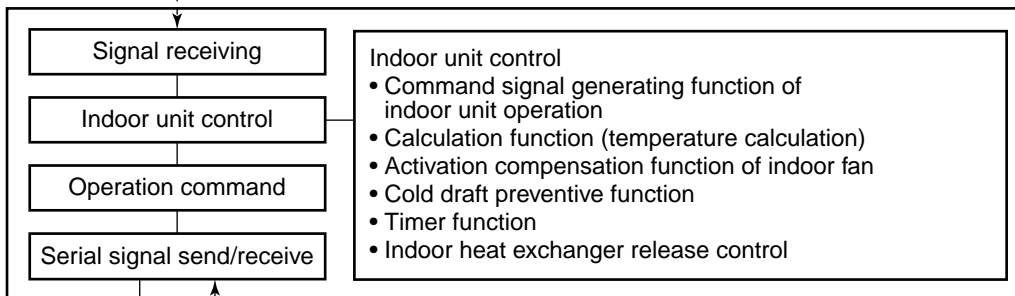 Signal receiving
Indoor unit control
Operation command
Serial signal send/receive
Indoor unit control
• Command signal generating function of
indoor unit operation
• Calculation function (temperature calculation)
• Activation compensation function of indoor fan
• Cold draft preventive function
• Timer function
• Indoor heat exchanger release control